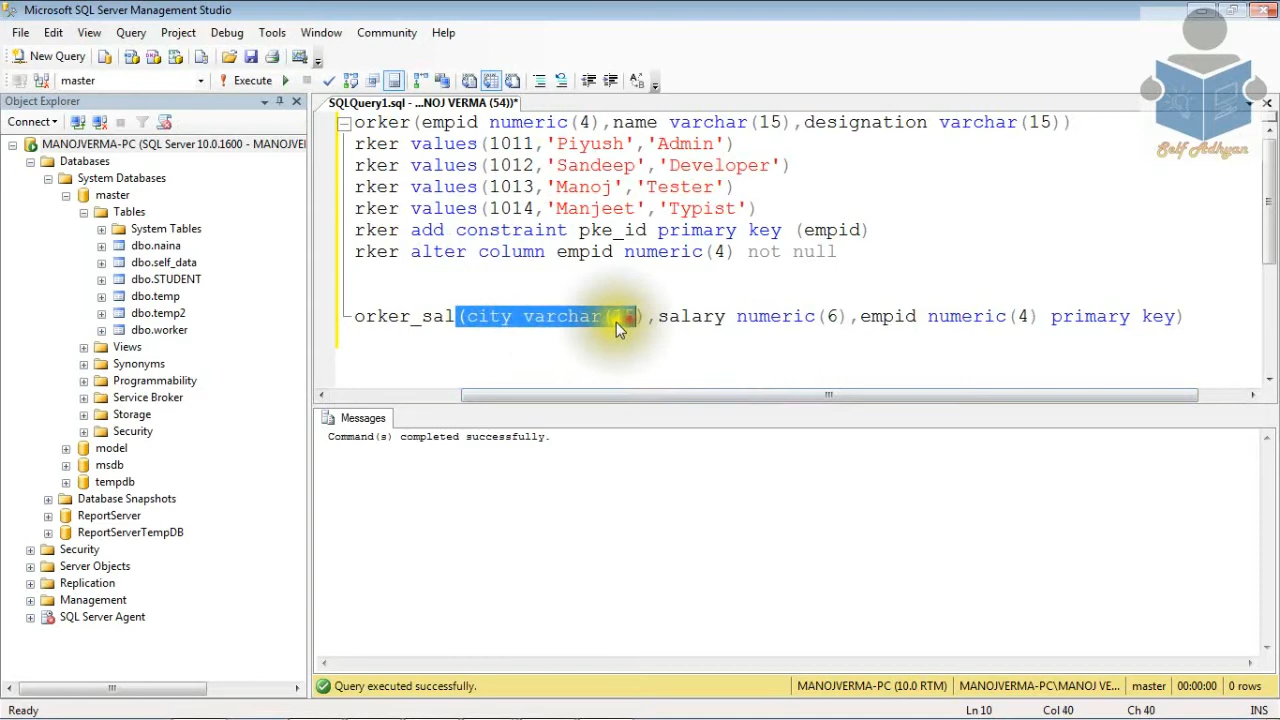 Microsoft SQL Server Management Studio
File Edit View Query Project Debug Tools Window Community Help
New Query
master Execute
Object Explorer
SQLQuery1.sql - ...NOJ VERMA (54))*
Connect
MANOJVERMA-PC (SQL Server 10.0.1600 - MANOJVEI
Databases
System Databases
master
Tables
System Tables
dbo.naina
dbo.self_data
dbo.STUDENT
dbo.temp
dbo.temp2
dbo.worker
Views
Synonyms
Programmability
Service Broker
Storage
Security
model
msdb
tempdb
Database Snapshots
ReportServer
ReportServerTempDB
Security
Server Objects
Replication
Management
SQL Server Agent
orker(empid numeric(4),name varchar(15),designation varchar(15))
rker values(1011,'Piyush','Admin')
rker values(1012,'Sandeep','Developer')
rker values(1013,'Manoj','Tester')
rker values(1014,'Manjeet','Typist')
rker add constraint pke_id primary key (empid)
rker alter column empid numeric(4) not null
orker_sal(city varchar(15),salary numeric(6),empid numeric(4) primary key)
Messages
Command(s) completed successfully.
Query executed successfully.
MANOJVERMA-PC (10.0 RTM) MANOJVERMA-PC\MANOJ VE... master 00:00:00 0 rows
Ready Ln 10 Col 40 Ch 40 INS
Self Adhyan